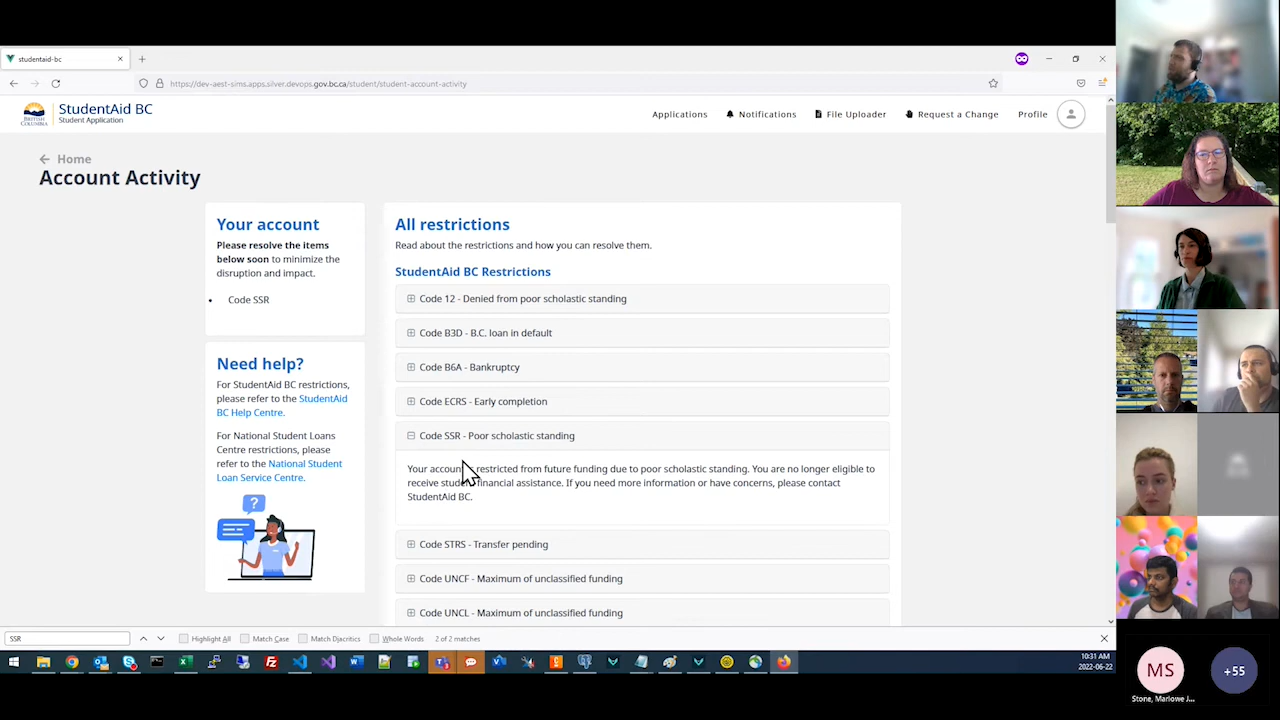 studentaid-bc
https://dev-aest-sims.apps.silver.devops.gov.bc.ca/student/student-account-activity
BRITISH COLUMBIA
StudentAid BC
Student Application
Applications
Notifications
File Uploader
Request a Change
Profile
Home
Account Activity
Your account
Please resolve the items
below soon to minimize the
disruption and impact.
Code SSR
Need help?
For StudentAid BC restrictions,
please refer to the StudentAid
BC Help Centre.
For National Student Loans
Centre restrictions, please
refer to the National Student
Loan Service Centre.
All restrictions
Read about the restrictions and how you can resolve them.
StudentAid BC Restrictions
Code 12 - Denied from poor scholastic standing
Code B3D - B.C. loan in default
Code B6A - Bankruptcy
Code ECRS - Early completion
Code SSR - Poor scholastic standing
Your account restricted from future funding due to poor scholastic standing. You are no longer eligible to
receive financial assistance. If you need more information or have concerns, please contact
StudentAid BC.
Code STRS - Transfer pending
Code UNCF - Maximum of unclassified funding
Code UNCL - Maximum of unclassified funding
SSR
Highlight All
Match Case
Match Diacritics
Whole Words
2 of 2 matches
10:31 AM
2022-06-22
MS
+55
Stone, Marlowe J...